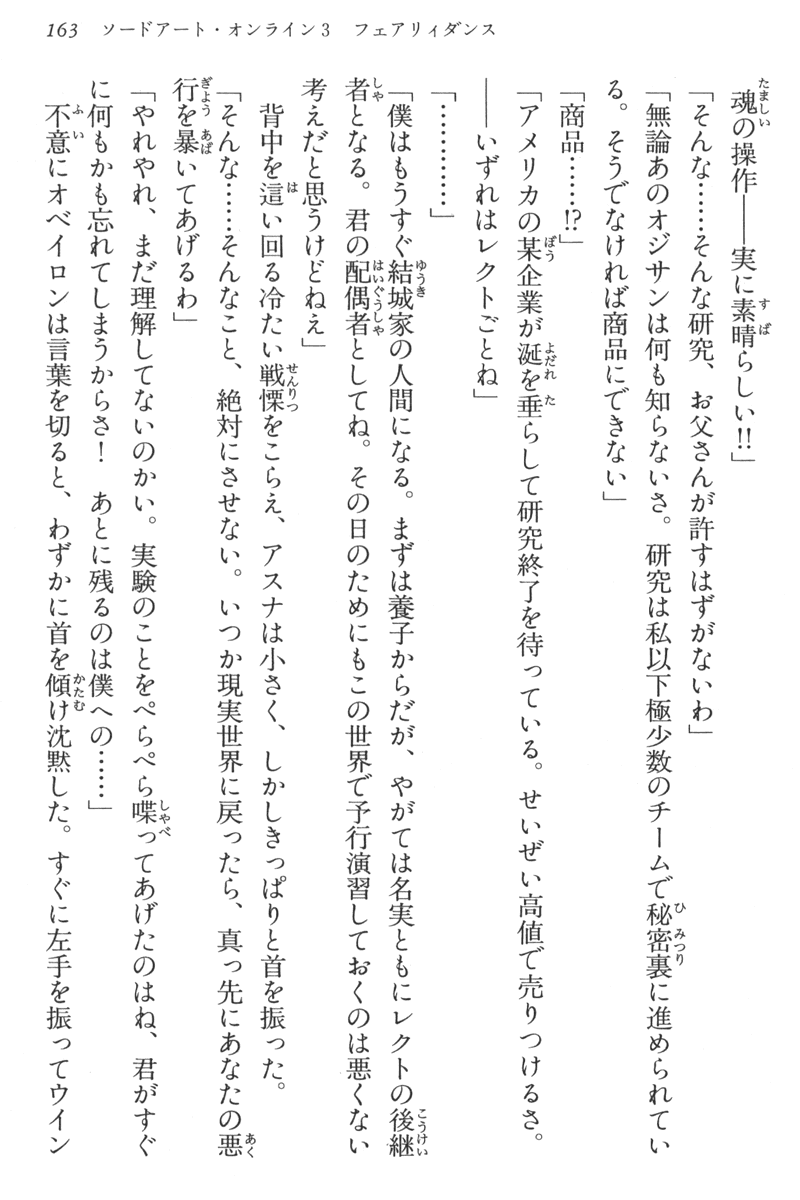 163 ソードアート・オンライン3 フェアリィダンス
魂の操作――実に素晴らしい!!」
「そんな……そんな研究、お父さんが許すはずがないわ」
「無論あのオジサンは何も知らないさ。研究は私以下極少数のチームで秘密裏に進められてい
る。そうでなければ商品にできない」
「商品……!?」
「アメリカの某企業が涎を垂らして研究終了を待っている。せいぜい高値で売りつけるさ。
――いずれはレクトごとね」
「…………」
「僕はもうすぐ結城家の人間になる。まずは養子からだが、やがては名実ともにレクトの後継
者となる。君の配偶者としてね。その日のためにもこの世界で予行演習しておくのは悪くない
考えだと思うけどねえ」
背中を這い回る冷たい戦慄をこらえ、アスナは小さく、しかしきっぱりと首を振った。
「そんな……そんなこと、絶対にさせない。いつか現実世界に戻ったら、真っ先にあなたの悪
行を暴いてあげるわ」
「やれやれ、まだ理解してないのかい。実験のことをぺらぺら喋ってあげたのはね、君がすぐ
に何もかも忘れてしまうからさ! あとに残るのは僕への……」
不意にオベイロンは言葉を切ると、わずかに首を傾け沈黙した。すぐに左手を振ってウイン